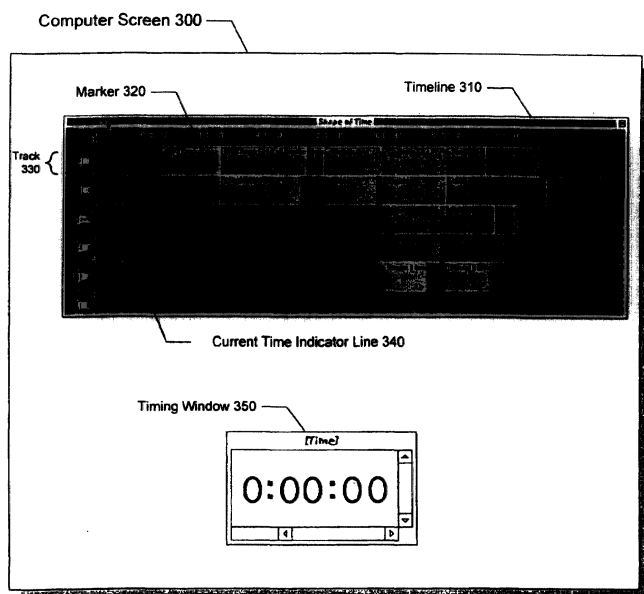 Computer Screen 300
Marker 320
Timeline 310
Shape of Time
Track
330
Current Time Indicator Line 340
Timing Window 350
[Time]
0:00:00